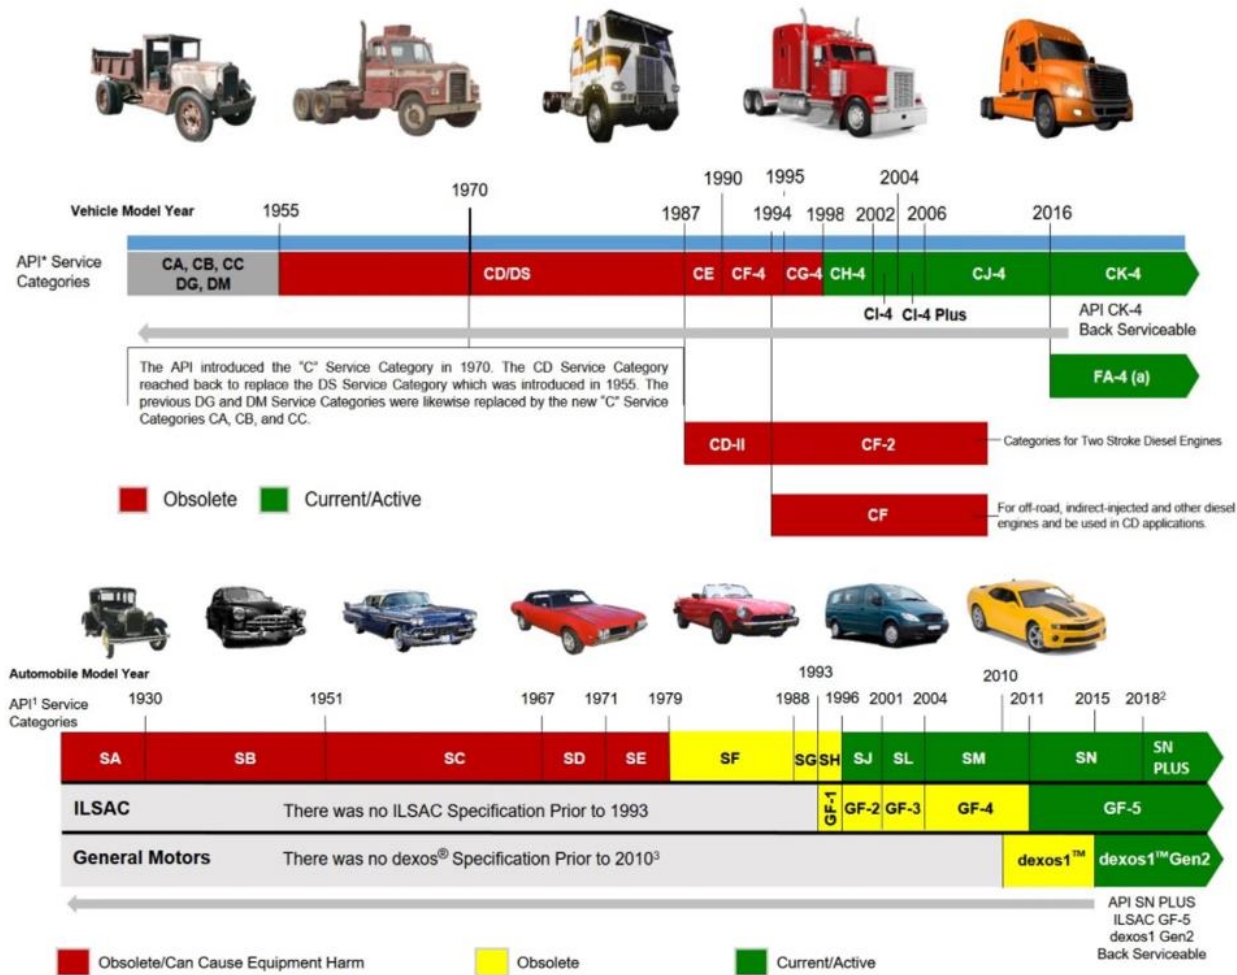 1970
1990
1995
2004
Vehicle Model Year
1955
1987
1994
1998
2002
2006
2016
API* Service
Categories
CA, CB, CC
DG, DM
CD/DS
CE
CF-4
CG-4
CH-4
CJ-4
CK-4
CI-4
CI-4 Plus
API CK-4
Back Serviceable
The API introduced the "C" Service Category in 1970. The CD Service Category
reached back to replace the DS Service Category which was introduced in 1955. The
previous DG and DM Service Categories were likewise replaced by the new "C" Service
Categories CA, CB, and CC.
FA-4 (a)
CD-II
CF-2
Categories for Two Stroke Diesel Engines
Obsolete
Current/Active
CF
For off-road, indirect-injected and other diesel
engines and be used in CD applications.
Automobile Model Year
1993
2010
API¹ Service
Categories
1930
1951
1967
1971
1979
1988
1996
2001
2004
2011
2015
2018²
SA
SB
SC
SD
SE
SF
SG
SH
SJ
SL
SM
SN
SN
PLUS
ILSAC
There was no ILSAC Specification Prior to 1993
GF-1
GF-2
GF-3
GF-4
GF-5
General Motors
There was no dexos® Specification Prior to 2010³
dexos1™
dexos1™Gen2
API SN PLUS
ILSAC GF-5
dexos1 Gen2
Back Serviceable
Obsolete/Can Cause Equipment Harm
Obsolete
Current/Active